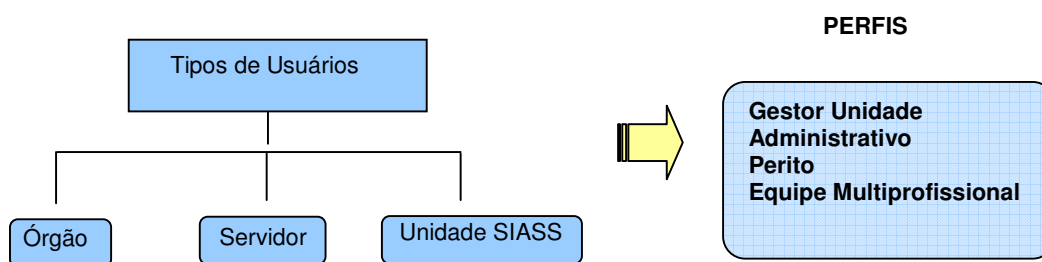 PERFIS
Tipos de Usuários
Gestor Unidade
Administrativo
Perito
Equipe Multiprofissional
Órgão
Servidor
Unidade SIASS